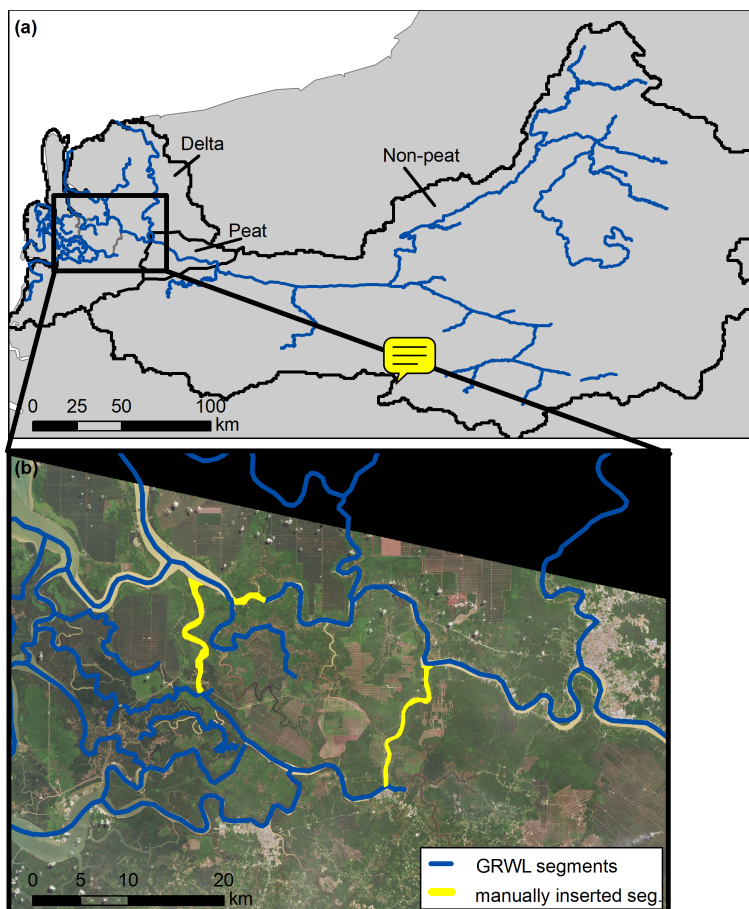 (a)
Delta
Non-peat
Peat
0 25 50 100
km
(b)
GRWL segments
manually inserted seg.
0 5 10 20
km